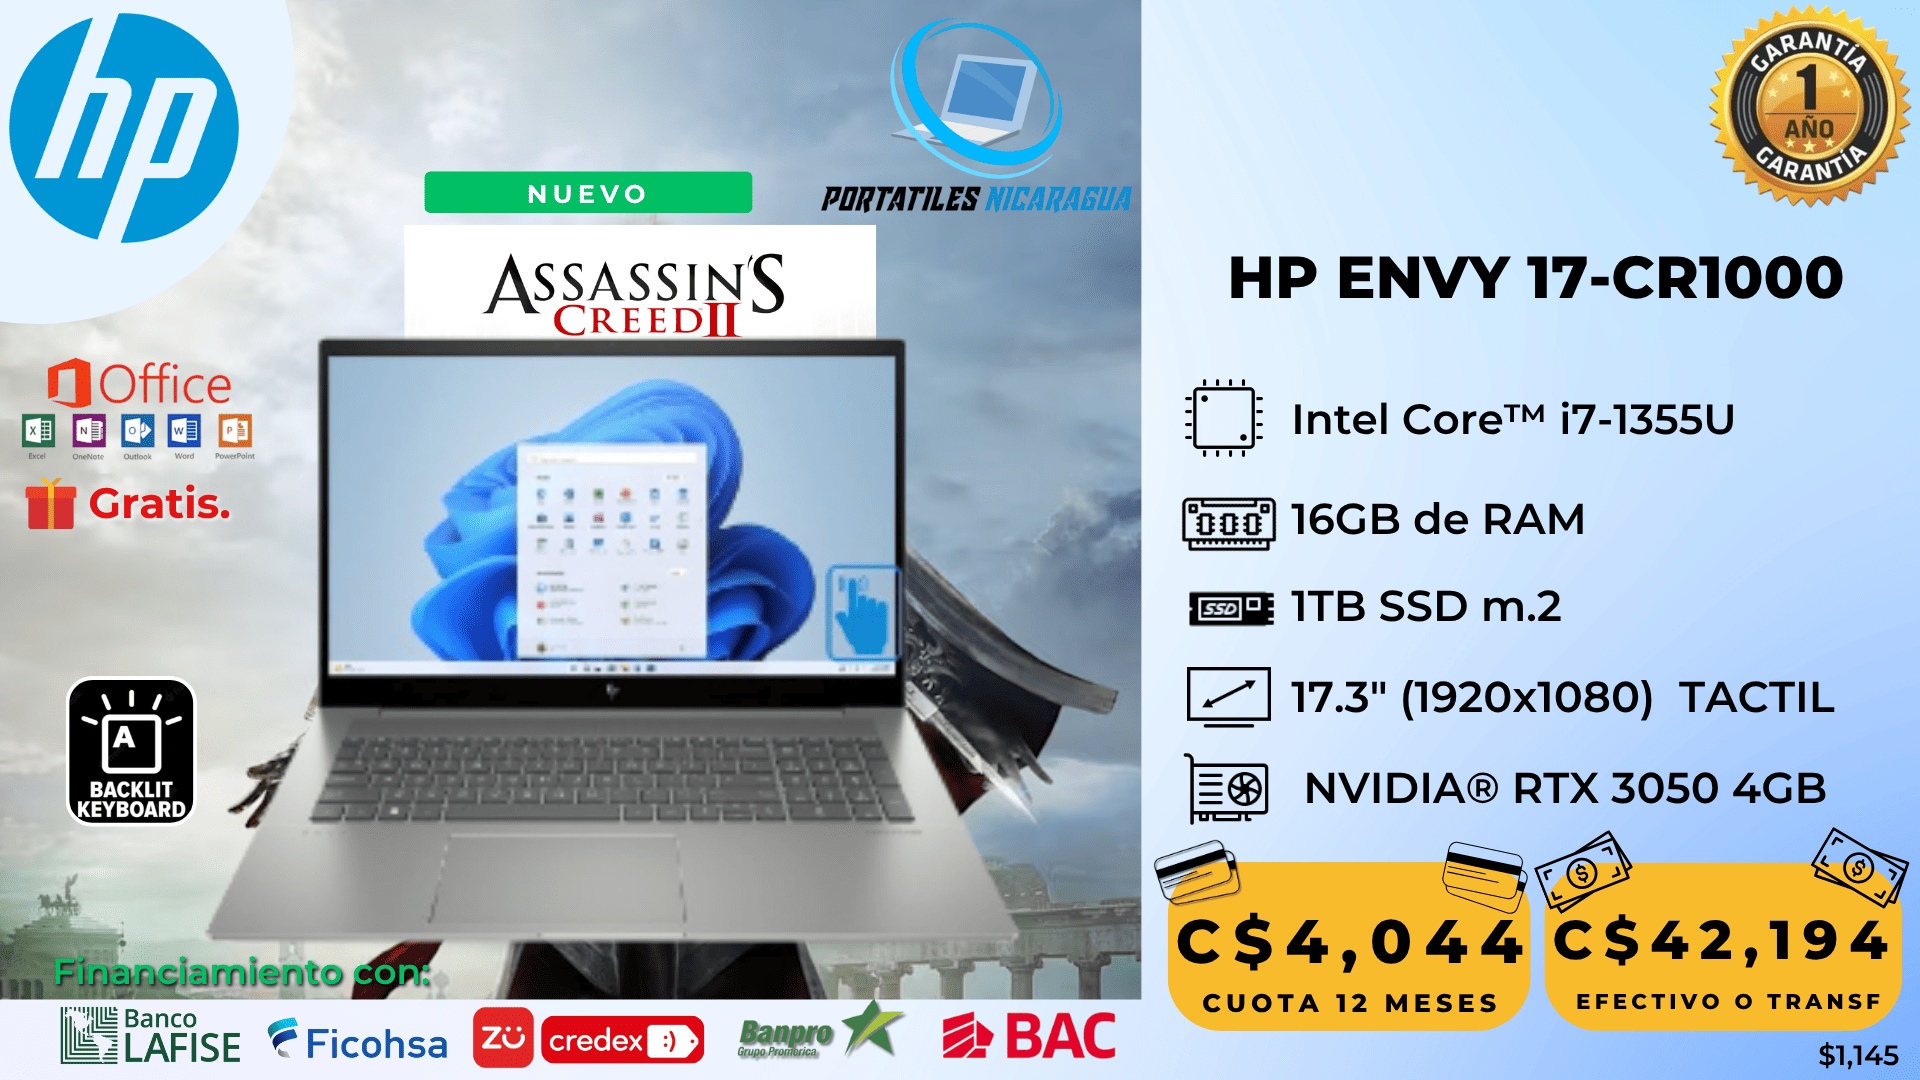 hp
NUEVO
PORTATILES NICARAGUA
ASSASSIN'S
CREED II
Office
Excel
OneNote
Outlook
Word
PowerPoint
Gratis.
A
BACKLIT
KEYBOARD
Financiamiento con:
Banco
LAFISE
Ficohsa
zü
credex :)
Banpro
Grupo Promerica
BAC
GARANTÍA
1
AÑO
GARANTÍA
HP ENVY 17-CR1000
Intel Core™ i7-1355U
16GB de RAM
SSD
1TB SSD m.2
17.3" (1920x1080) TACTIL
NVIDIA® RTX 3050 4GB
C$4,044
CUOTA 12 MESES
C$42,194
EFECTIVO O TRANSF
$1,145